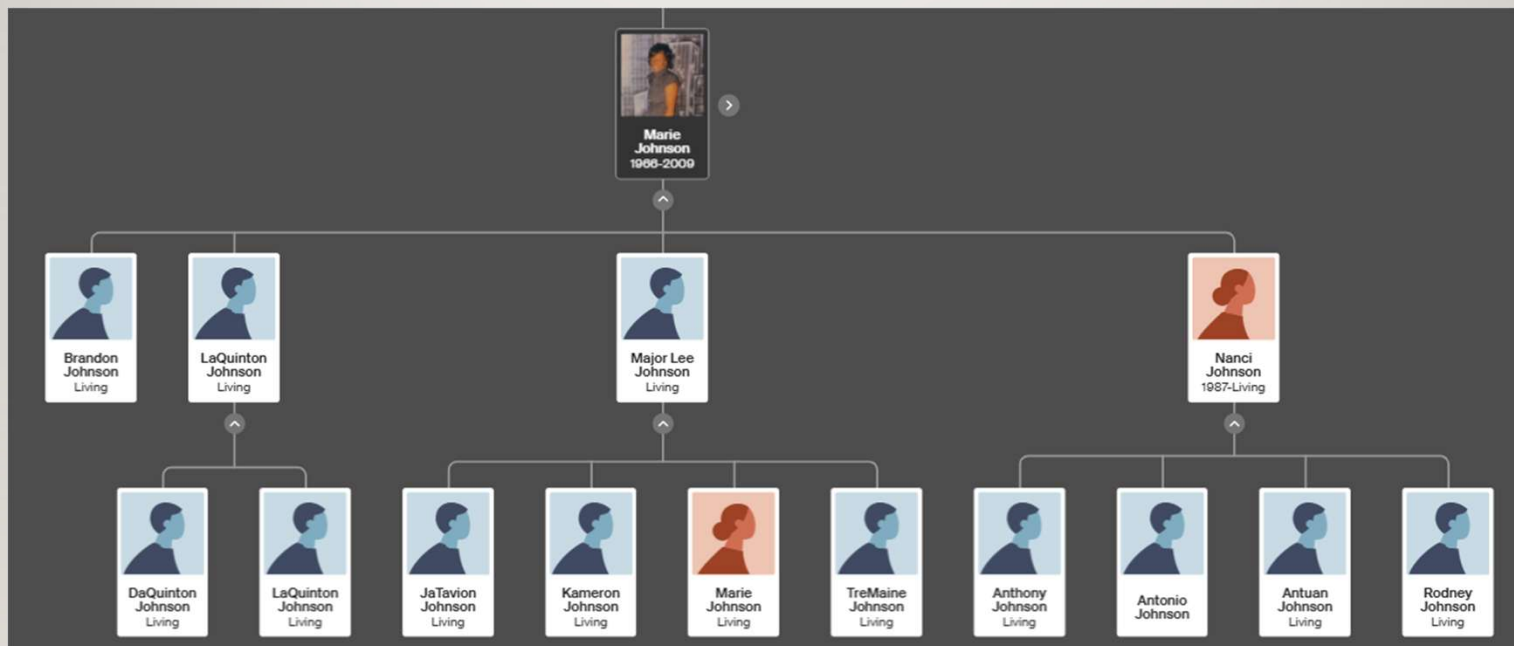 Marie
Johnson
1966-2009
Brandon
Johnson
Living
LaQuinton
Johnson
Living
Major Lee
Johnson
Living
Nanci
Johnson
1987-Living
DaQuinton
Johnson
Living
LaQuinton
Johnson
Living
JaTavion
Johnson
Living
Kameron
Johnson
Living
Marie
Johnson
Living
TreMaine
Johnson
Living
Anthony
Johnson
Living
Antonio
Johnson
Antuan
Johnson
Living
Rodney
Johnson
Living